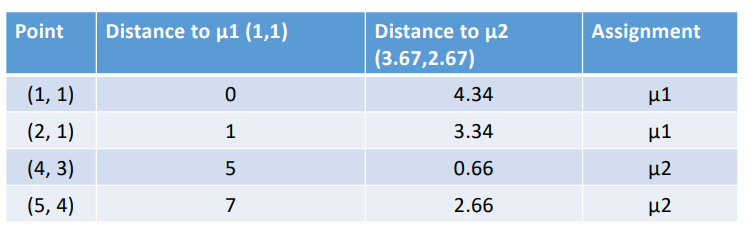 Point Distance to μ1 (1,1) Distance to μ2 Assignment
(3.67,2.67)
(1, 1) 0 4.34 μ1
(2, 1) 1 3.34 μ1
(4, 3) 5 0.66 μ2
(5, 4) 7 2.66 μ2